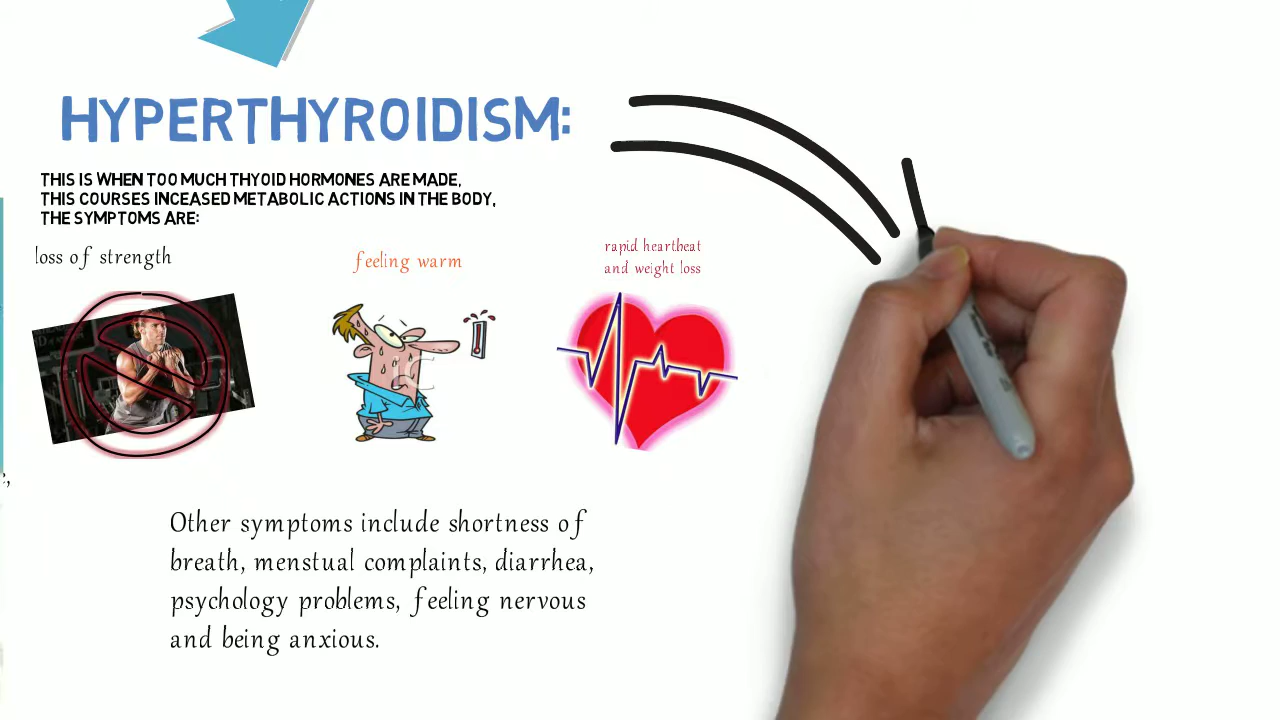 HYPERTHYROIDISM:
THIS IS WHEN TOO MUCH THYOID HORMONES ARE MADE,
THIS COURSES INCEASED METABOLIC ACTIONS IN THE BODY,
THE SYMPTOMS ARE:
loss of strength
feeling warm
rapid heartbeat
and weight loss
Other symptoms include shortness of
breath, menstual complaints, diarrhea,
psychology problems, feeling nervous
and being anxious.